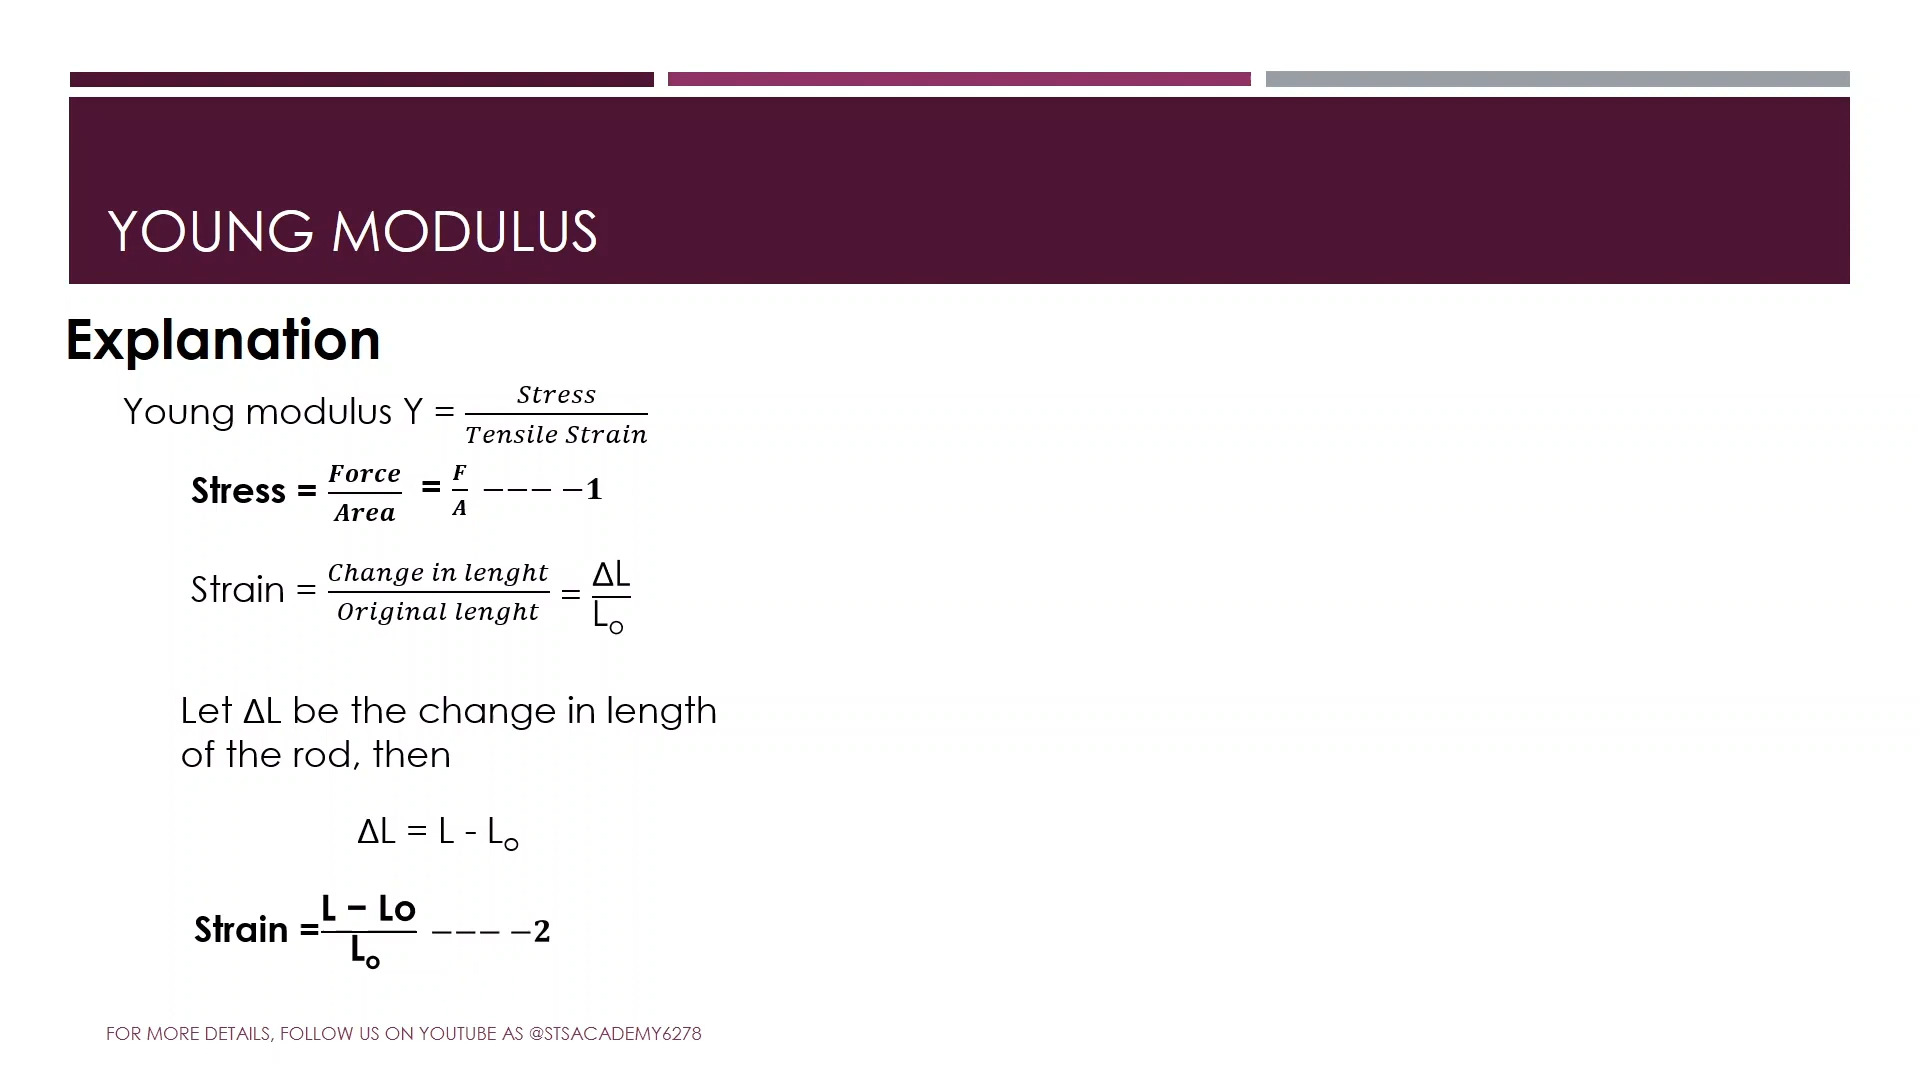 YOUNG MODULUS
Explanation
Young modulus Y = Stress / Tensile Strain
Stress = Force / Area = F / A −−− −1
Strain = Change in lenght / Original lenght = ΔL / Lo
Let ΔL be the change in length
of the rod, then
ΔL = L - Lo
Strain = L − Lo / Lo −−− −2
FOR MORE DETAILS, FOLLOW US ON YOUTUBE AS @STSACADEMY6278